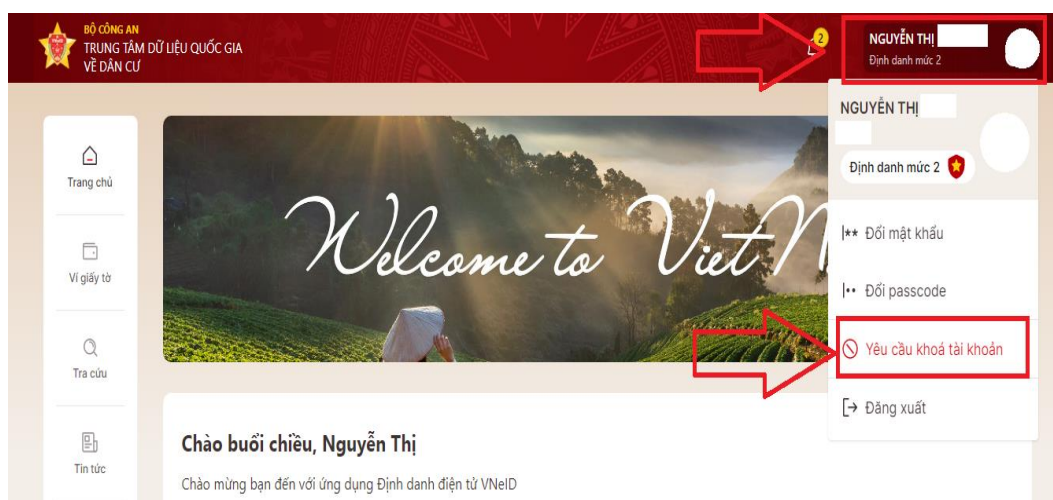 BỘ CÔNG AN
TRUNG TÂM DỮ LIỆU QUỐC GIA
VỀ DÂN CƯ
2
NGUYỄN THỊ
Định danh mức 2
NGUYỄN THỊ
Định danh mức 2
Đổi mật khẩu
Đổi passcode
Yêu cầu khoá tài khoản
Đăng xuất
Trang chủ
Ví giấy tờ
Tra cứu
Tin tức
Welcome to Viet
Chào buổi chiều, Nguyễn Thị
Chào mừng bạn đến với ứng dụng Định danh điện tử VNeID